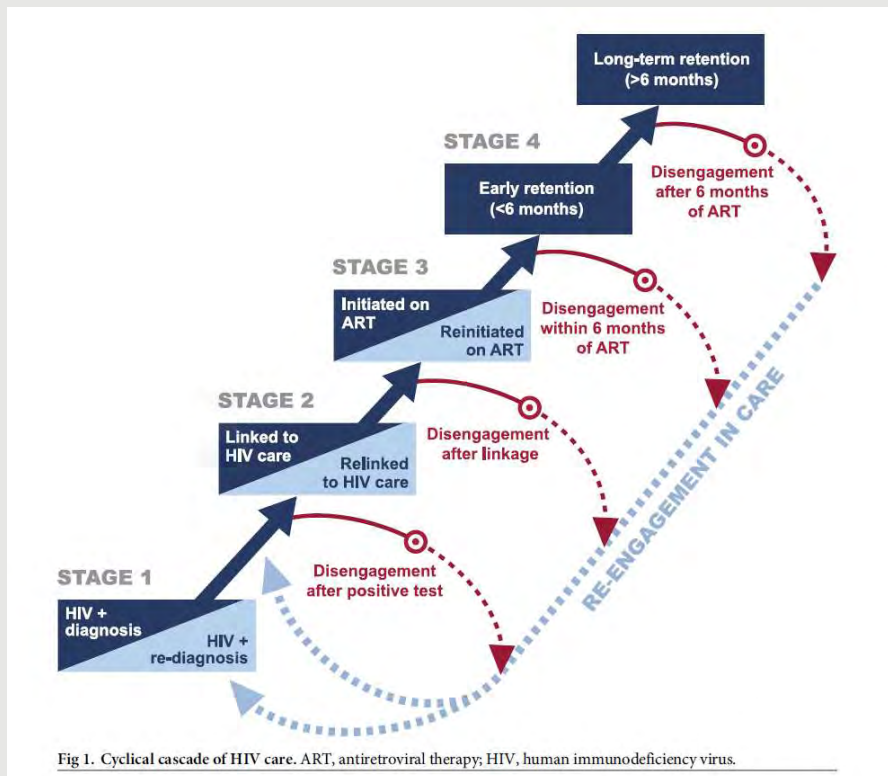 Long-term retention
(>6 months)
STAGE 4
Early retention
(<6 months)
Disengagement
after 6 months
of ART
STAGE 3
Initiated on
ART
Reinitiated
on ART
Disengagement
within 6 months
of ART
STAGE 2
Linked to
HIV care
Relinked
to HIV care
Disengagement
after linkage
RE-ENGAGEMENT IN CARE
STAGE 1
HIV +
diagnosis
HIV +
re-diagnosis
Disengagement
after positive test
Fig 1. Cyclical cascade of HIV care. ART, antiretroviral therapy; HIV, human immunodeficiency virus.